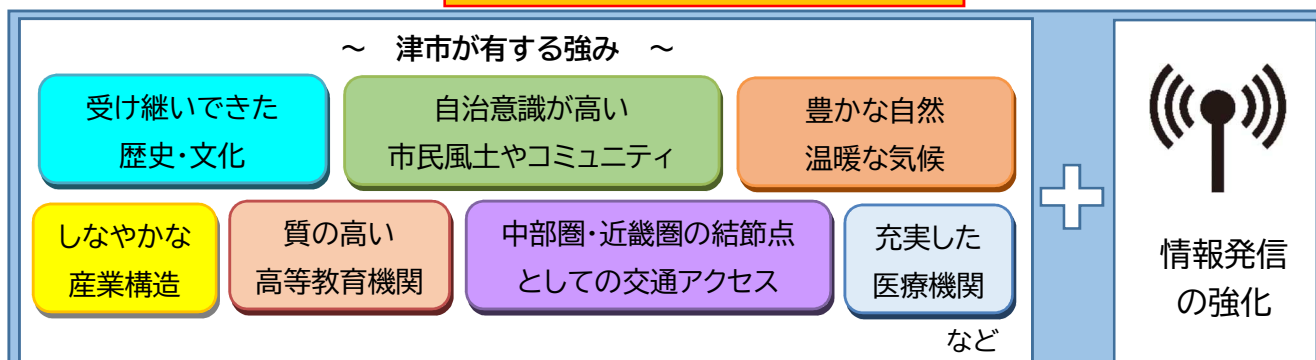 ～ 津市が有する強み ～
受け継いできた
歴史・文化
自治意識が高い
市民風土やコミュニティ
豊かな自然
温暖な気候
しなやかな
産業構造
質の高い
高等教育機関
中部圏・近畿圏の結節点
としての交通アクセス
充実した
医療機関
など
情報発信
の強化